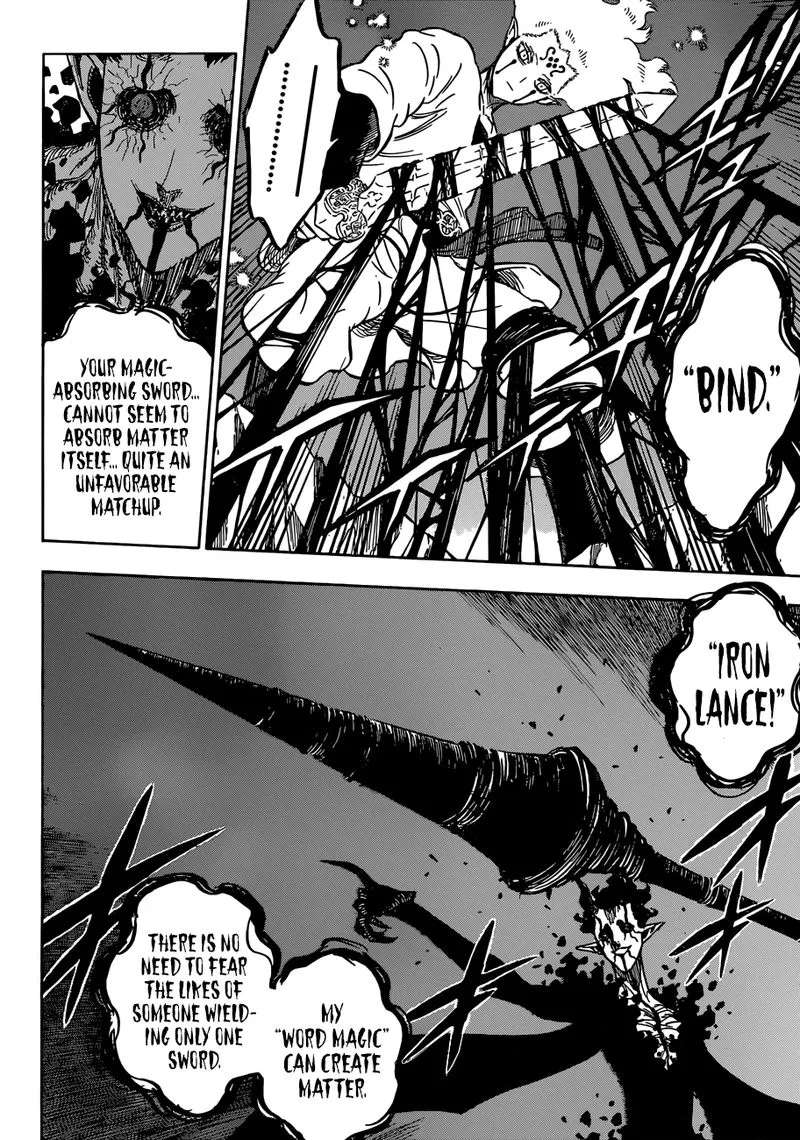 "BIND."
..........
YOUR MAGIC-
ABSORBING SWORD...
CANNOT SEEM TO
ABSORB MATTER
ITSELF... QUITE AN
UNFAVORABLE
MATCHUP.
"IRON
LANCE!"
MY
"WORD MAGIC"
CAN CREATE
MATTER.
THERE IS NO
NEED TO FEAR
THE LIKES OF
SOMEONE WIELD-
ING ONLY ONE
SWORD.